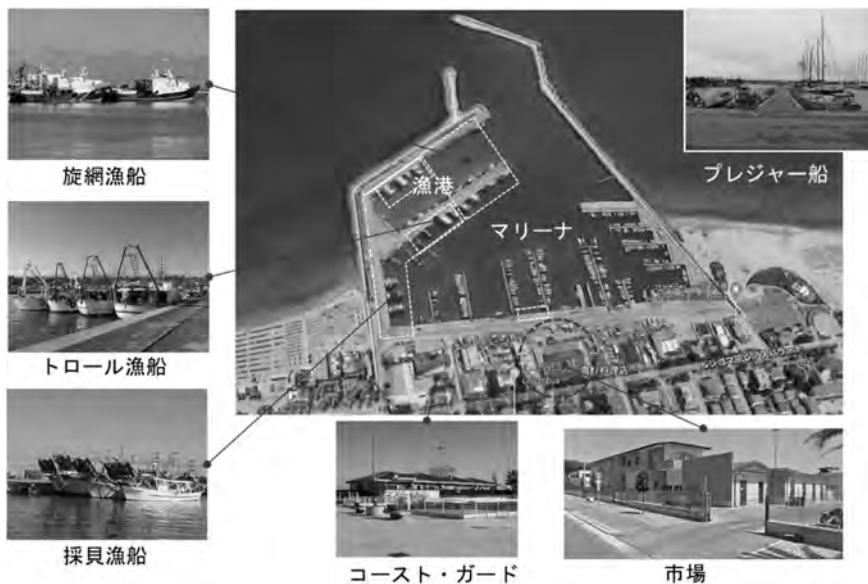 旋網漁船
トロール漁船
採貝漁船
漁港
マリーナ
プレジャー船
コースト・ガード
市場